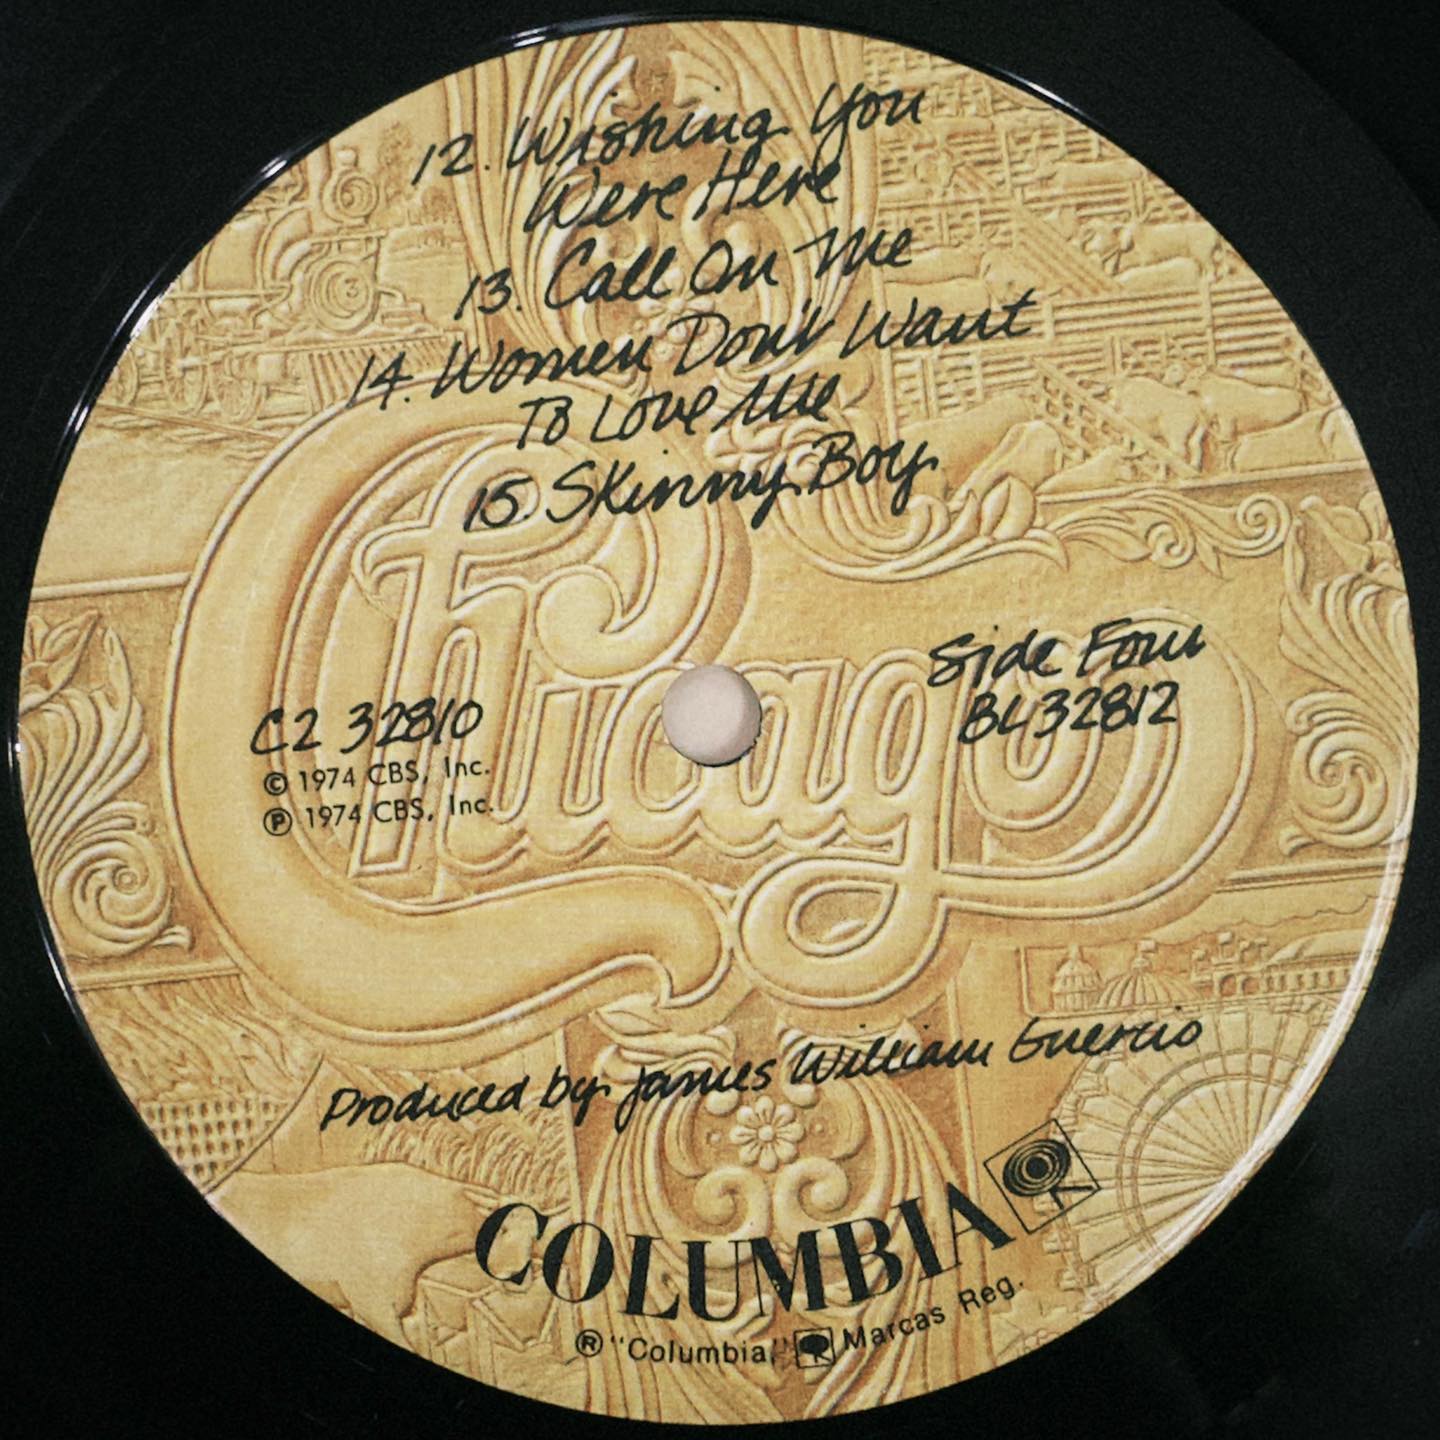 12. Wishing You
Were Here
13. Call On Me
14. Women Don't Want
To Love Me
15. Skinny Boy
Chicago
Side Four
BL32812
C2 32810
© 1974 CBS, Inc.
℗ 1974 CBS, Inc.
Produced by James William Guercio
COLUMBIA
® "Columbia," Marcas Reg.